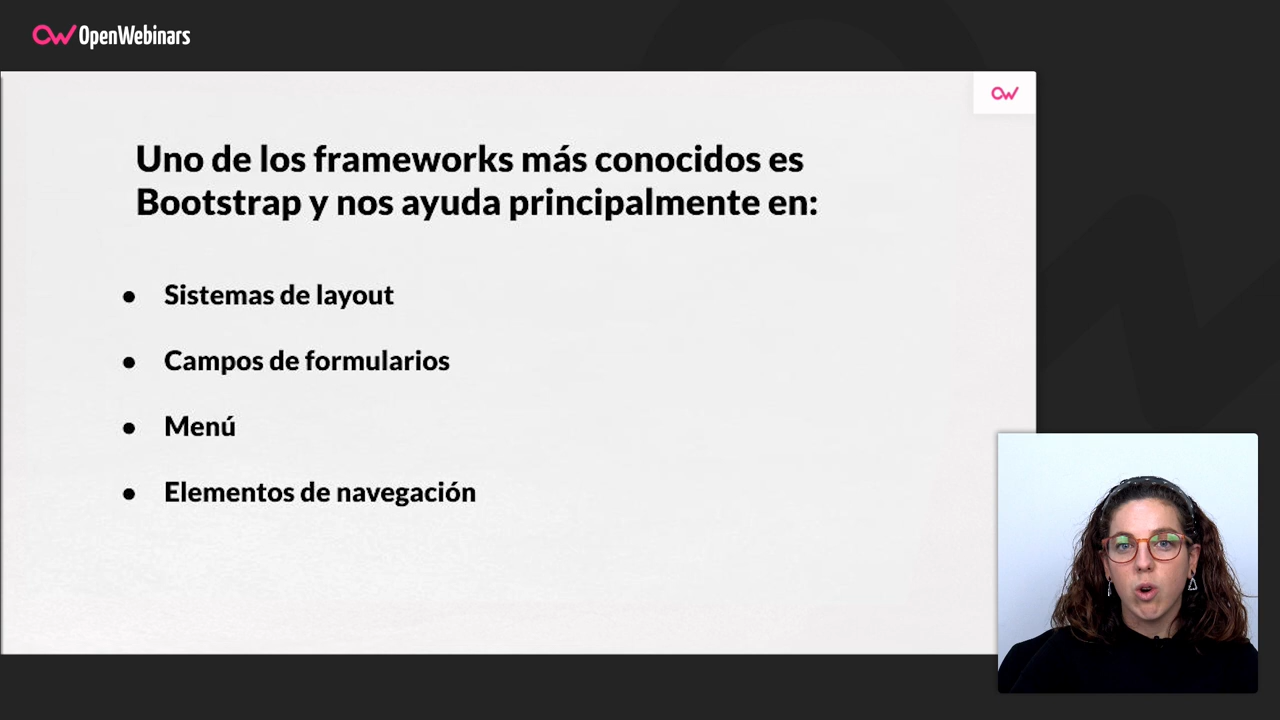 OpenWebinars
Uno de los frameworks más conocidos es
Bootstrap y nos ayuda principalmente en:
● Sistemas de layout
● Campos de formularios
● Menú
● Elementos de navegación